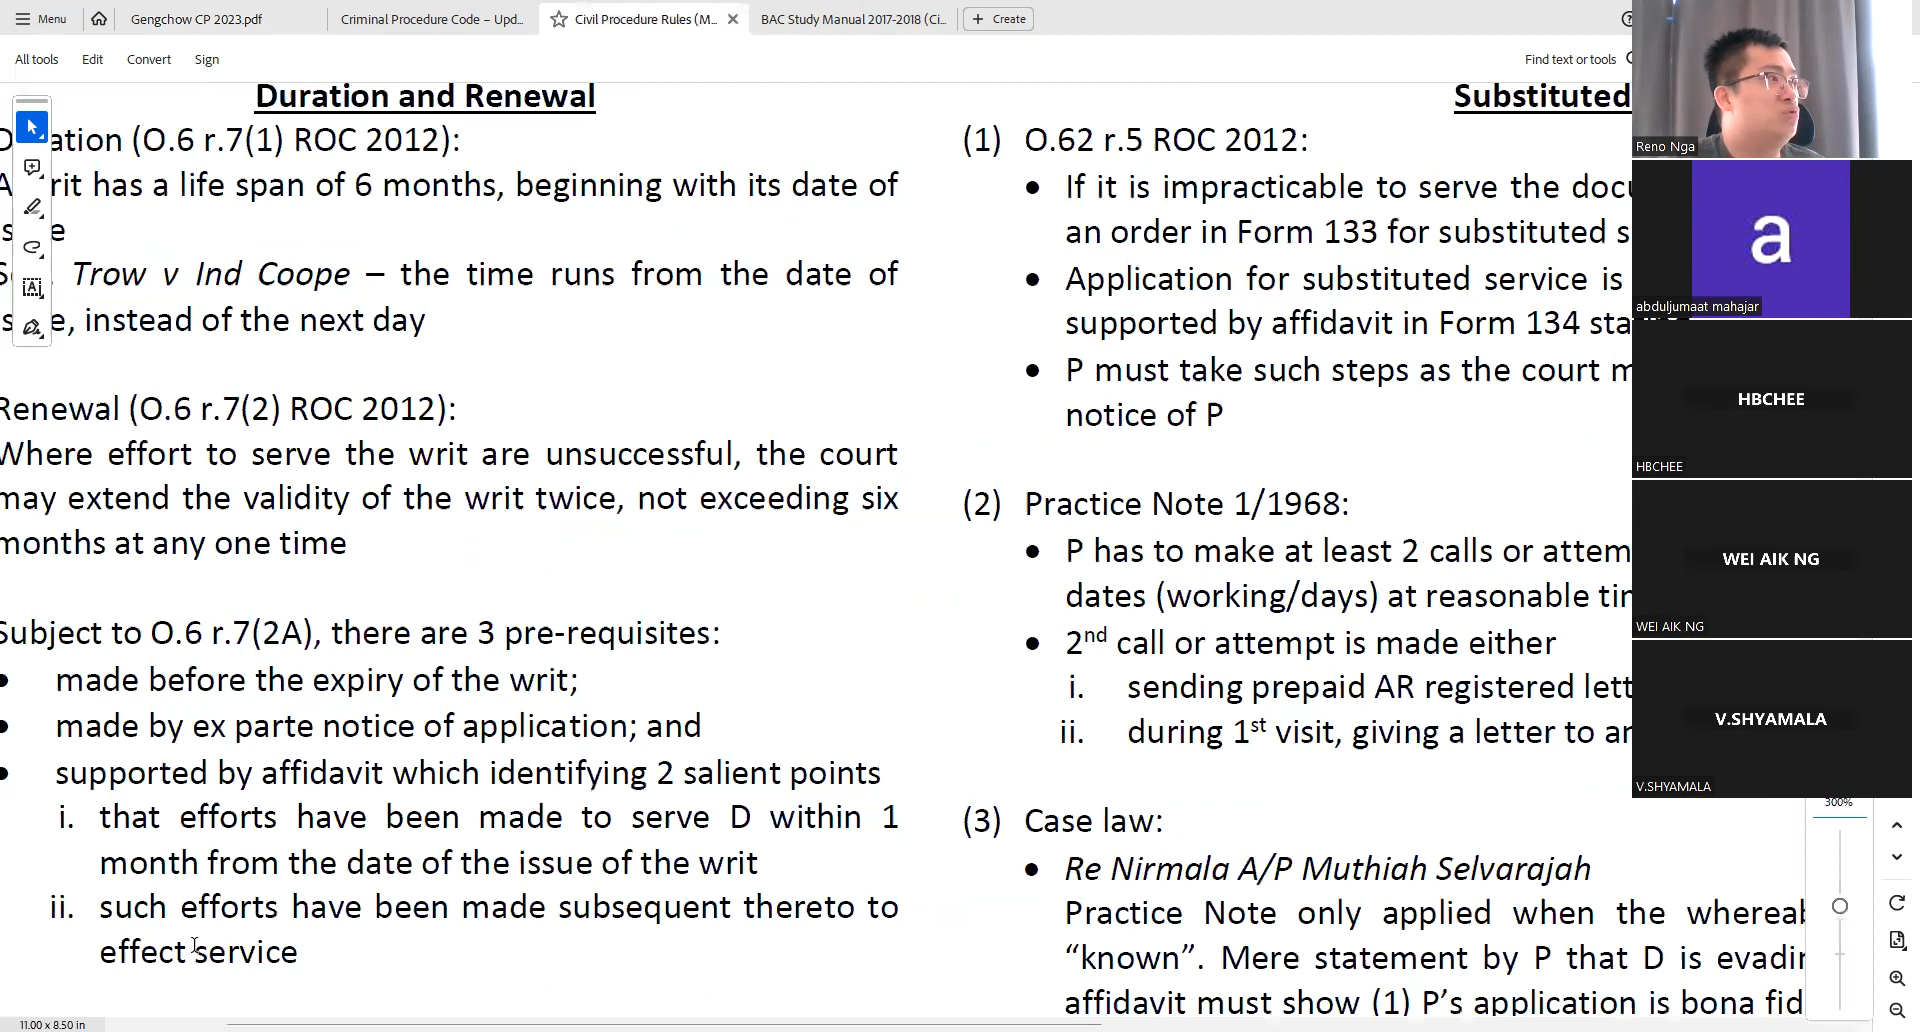 Menu
Gengchow CP 2023.pdf
Criminal Procedure Code – Upd...
Civil Procedure Rules (M...
BAC Study Manual 2017-2018 (Ci...
Create
All tools
Edit
Convert
Sign
Find text or tools
Duration and Renewal
ation (O.6 r.7(1) ROC 2012):
A rit has a life span of 6 months, beginning with its date of
e
Trow v Ind Coope – the time runs from the date of
e, instead of the next day
Renewal (O.6 r.7(2) ROC 2012):
Where effort to serve the writ are unsuccessful, the court
may extend the validity of the writ twice, not exceeding six
months at any one time
Subject to O.6 r.7(2A), there are 3 pre-requisites:
• made before the expiry of the writ;
• made by ex parte notice of application; and
• supported by affidavit which identifying 2 salient points
i. that efforts have been made to serve D within 1
month from the date of the issue of the writ
ii. such efforts have been made subsequent thereto to
effect service
Substituted
(1) O.62 r.5 ROC 2012:
• If it is impracticable to serve the docu
an order in Form 133 for substituted s
• Application for substituted service is
supported by affidavit in Form 134 sta
• P must take such steps as the court m
notice of P
(2) Practice Note 1/1968:
• P has to make at least 2 calls or attem
dates (working/days) at reasonable tin
• 2nd call or attempt is made either
i. sending prepaid AR registered lett
ii. during 1st visit, giving a letter to an
(3) Case law:
• Re Nirmala A/P Muthiah Selvarajah
Practice Note only applied when the whereab
“known”. Mere statement by P that D is evadin
affidavit must show (1) P’s application is bona fid
Reno Nga
a
abduljumaat mahajar
HBCHEE
HBCHEE
WEI AIK NG
WEI AIK NG
V.SHYAMALA
V.SHYAMALA
300%
11.00 x 8.50 in